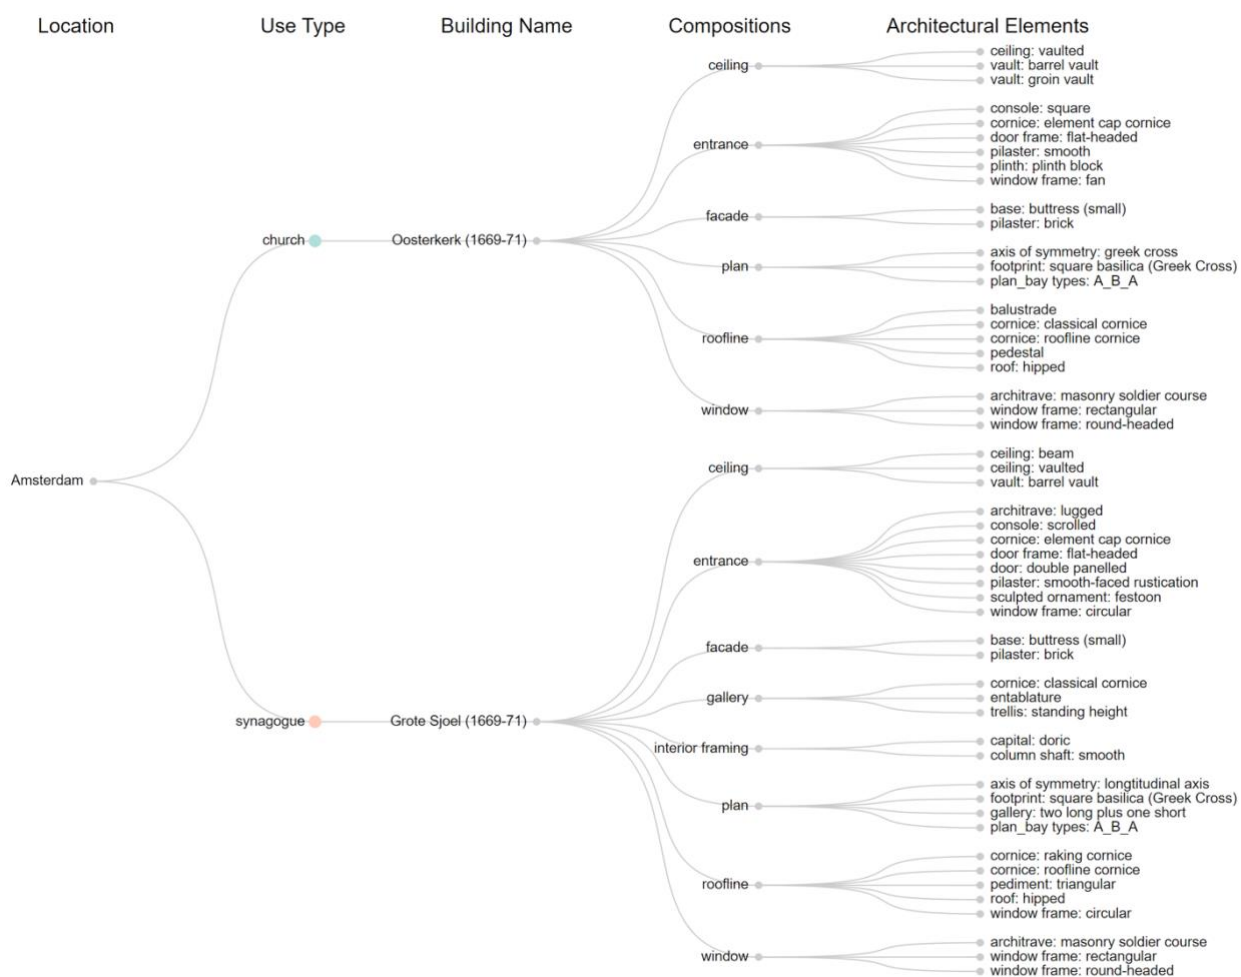 Location Use Type Building Name Compositions Architectural Elements
ceiling
ceiling: vaulted
vault: barrel vault
vault: groin vault
entrance
console: square
cornice: element cap cornice
door frame: flat-headed
pilaster: smooth
plinth: plinth block
window frame: fan
facade
base: buttress (small)
pilaster: brick
church
Oosterkerk (1669-71)
plan
axis of symmetry: greek cross
footprint: square basilica (Greek Cross)
plan_bay types: A_B_A
roofline
balustrade
cornice: classical cornice
cornice: roofline cornice
pedestal
roof: hipped
window
architrave: masonry soldier course
window frame: rectangular
window frame: round-headed
Amsterdam
ceiling
ceiling: beam
ceiling: vaulted
vault: barrel vault
entrance
architrave: lugged
console: scrolled
cornice: element cap cornice
door frame: flat-headed
door: double panelled
pilaster: smooth-faced rustication
sculpted ornament: festoon
window frame: circular
facade
base: buttress (small)
pilaster: brick
gallery
cornice: classical cornice
entablature
trellis: standing height
synagogue
Grote Sjoel (1669-71)
interior framing
capital: doric
column shaft: smooth
plan
axis of symmetry: longtitudinal axis
footprint: square basilica (Greek Cross)
gallery: two long plus one short
plan_bay types: A_B_A
roofline
cornice: raking cornice
cornice: roofline cornice
pediment: triangular
roof: hipped
window frame: circular
window
architrave: masonry soldier course
window frame: rectangular
window frame: round-headed